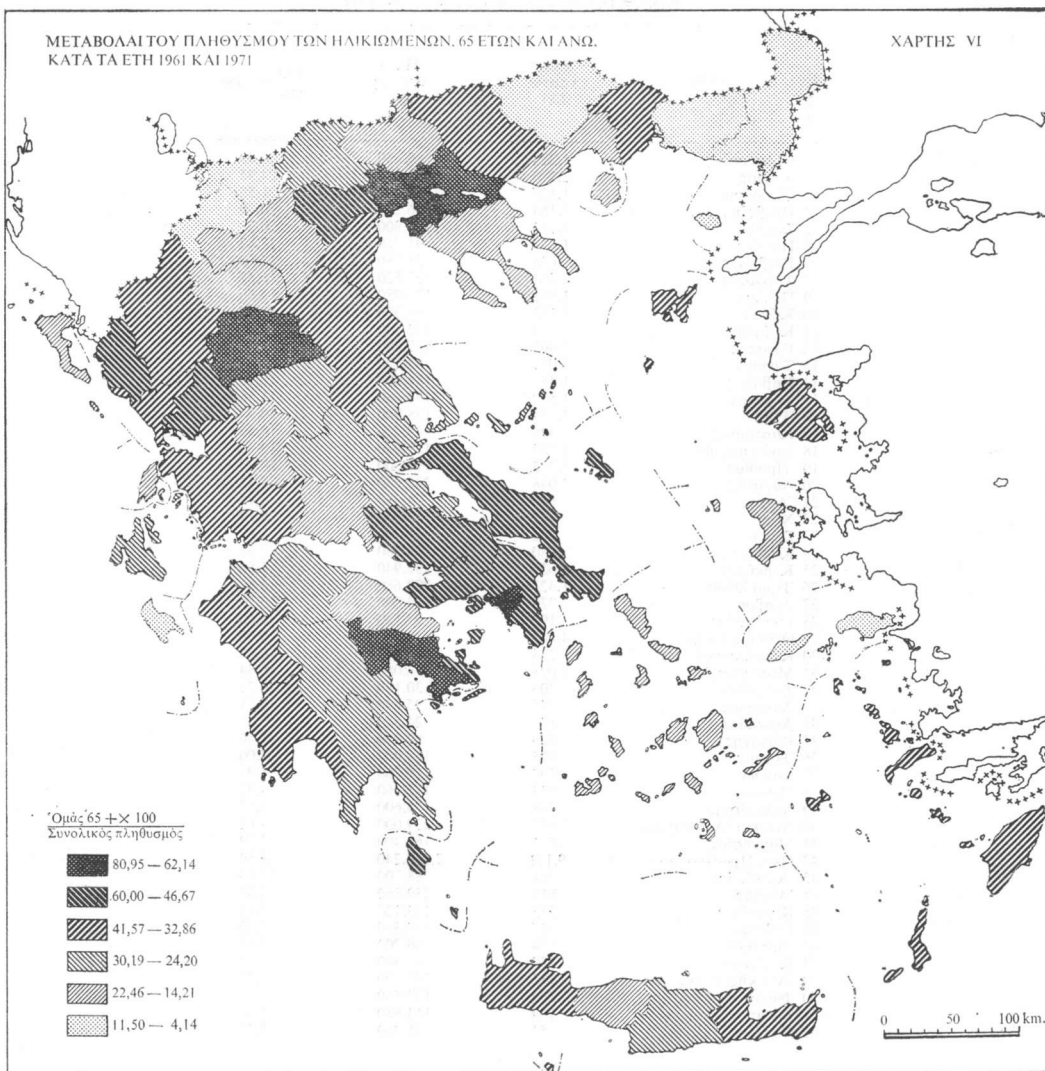 ΜΕΤΑΒΟΛΑΙ ΤΟΥ ΠΛΗΘΥΣΜΟΥ ΤΩΝ ΗΛΙΚΙΩΜΕΝΩΝ, 65 ΕΤΩΝ ΚΑΙ ΑΝΩ,
ΚΑΤΑ ΤΑ ΕΤΗ 1961 ΚΑΙ 1971
ΧΑΡΤΗΣ VI
Ὁμὰς 65 + × 100
Συνολικὸς πληθυσμός
80,95 — 62,14
60,00 — 46,67
41,57 — 32,86
30,19 — 24,20
22,46 — 14,21
11,50 — 4,14
0 100 km.